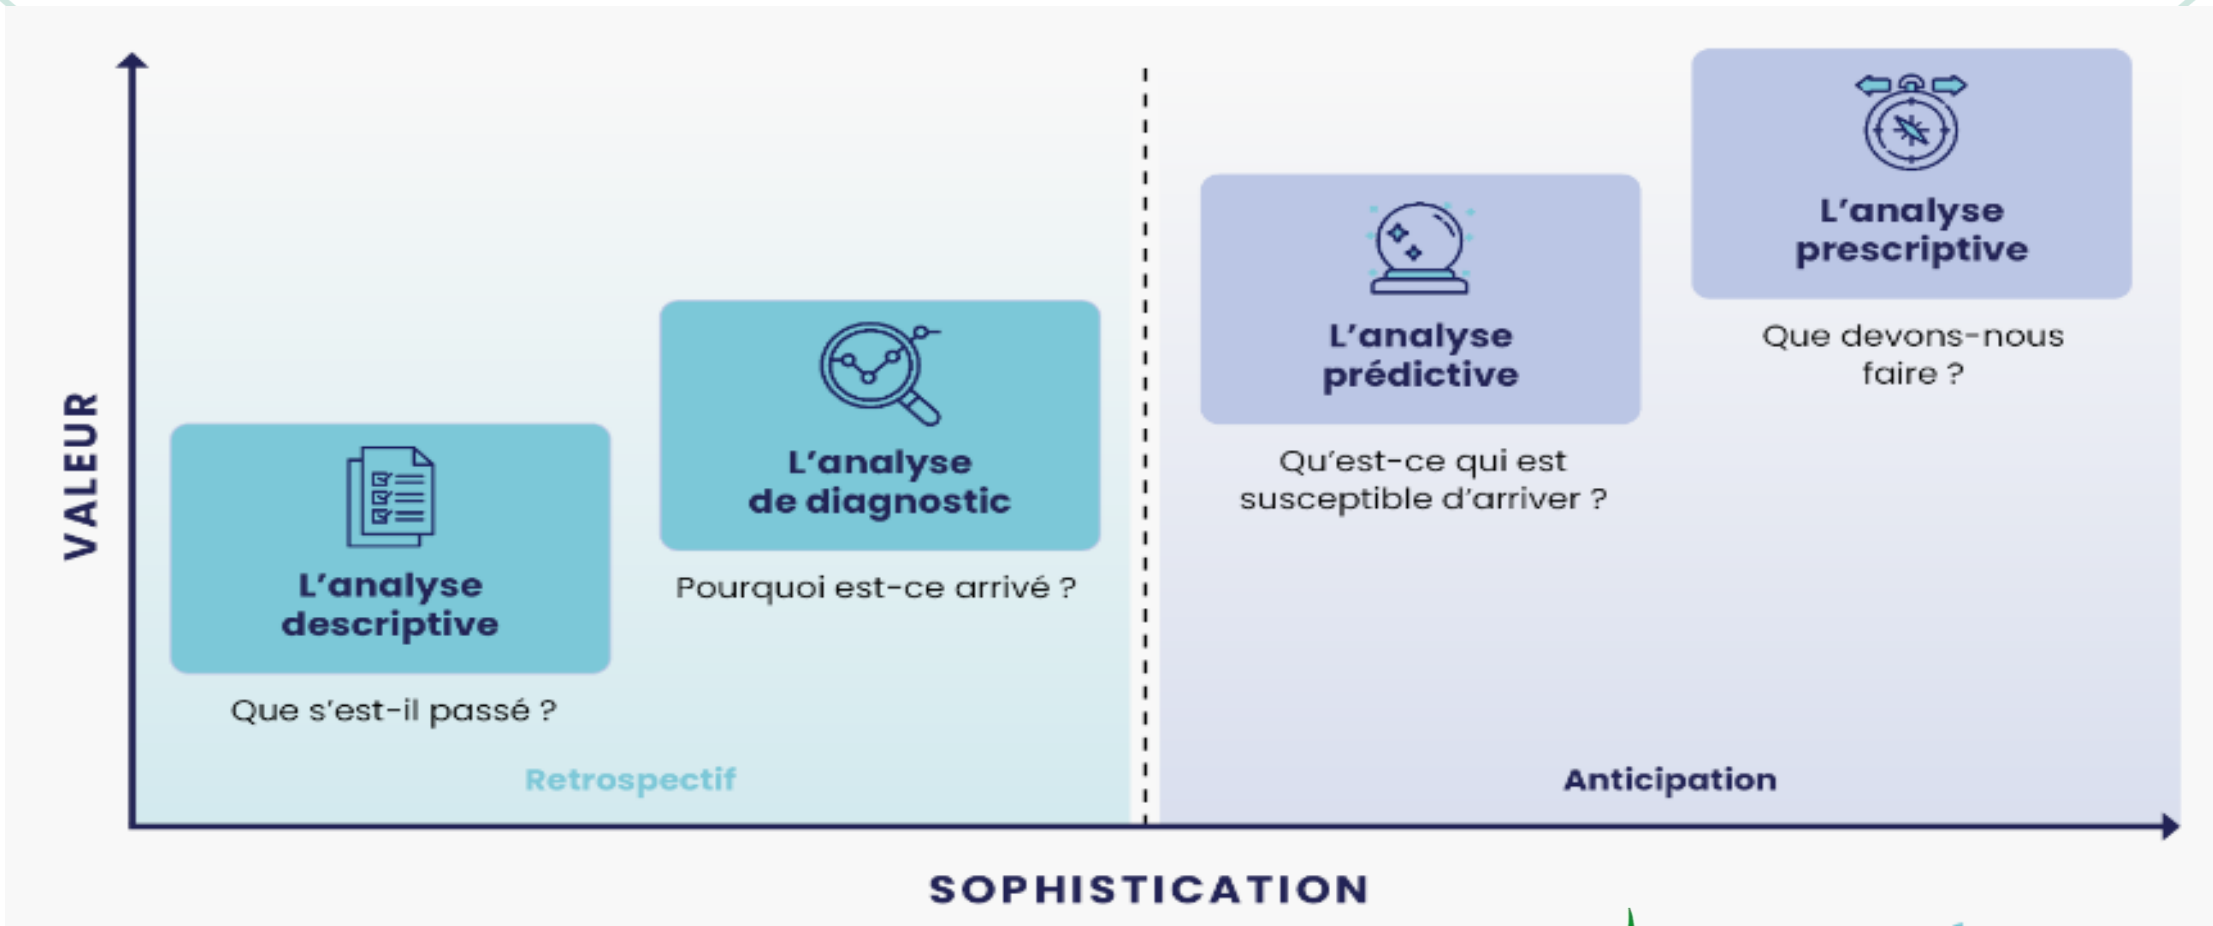 VALEUR
L’analyse
descriptive
Que s’est-il passé ?
L’analyse
de diagnostic
Pourquoi est-ce arrivé ?
Retrospectif
L’analyse
prédictive
Qu’est-ce qui est
susceptible d’arriver ?
L’analyse
prescriptive
Que devons-nous
faire ?
Anticipation
SOPHISTICATION